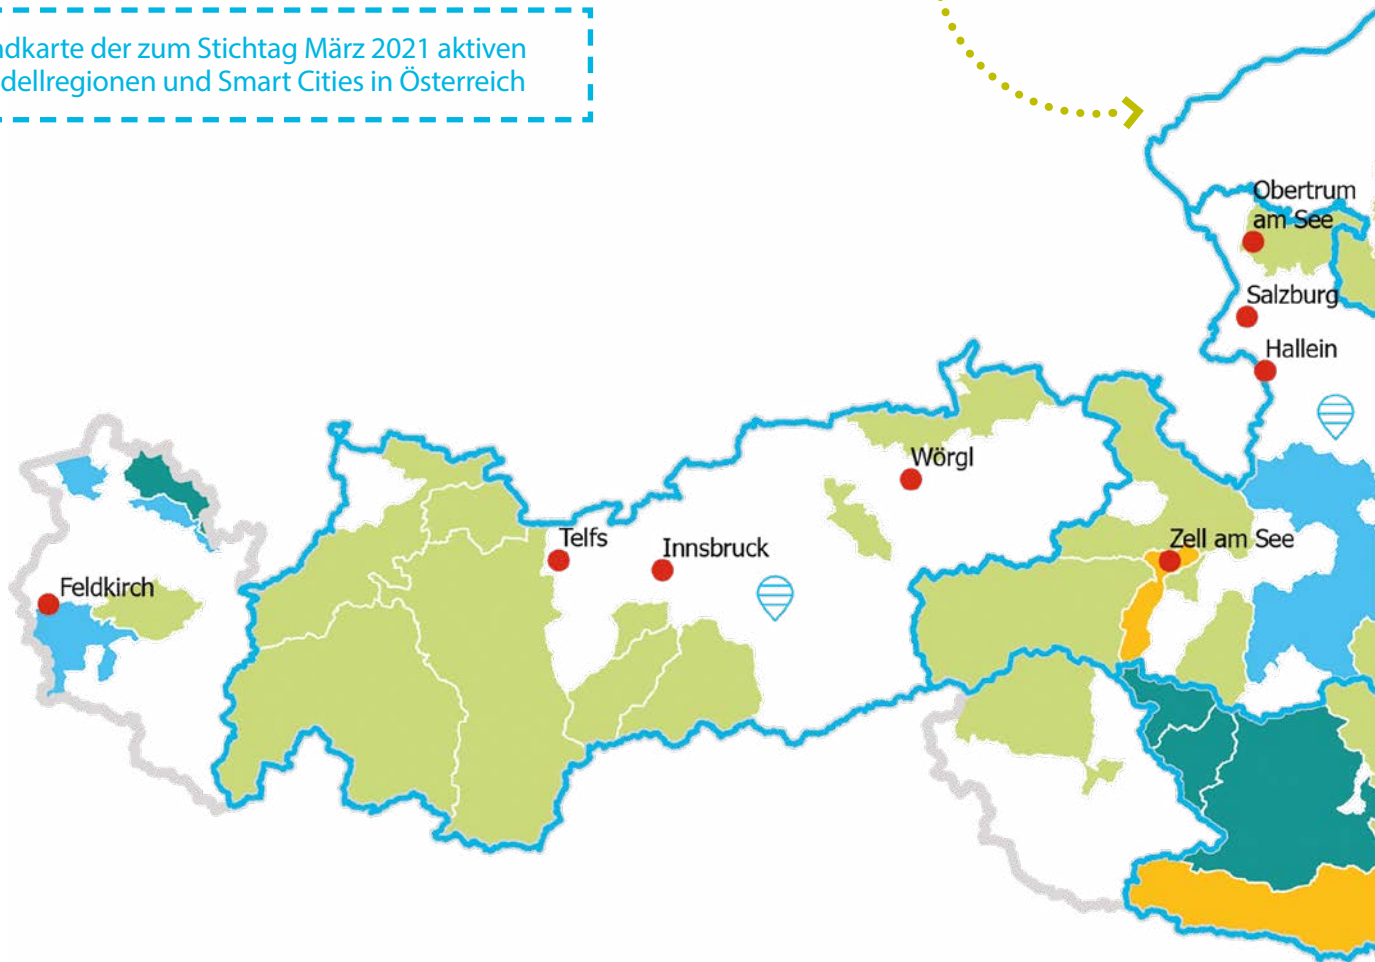 ndkarte der zum Stichtag März 2021 aktiven
dellregionen und Smart Cities in Österreich
Obertrum
am See
Salzburg
Hallein
Wörgl
Telfs
Innsbruck
Zell am See
Feldkirch